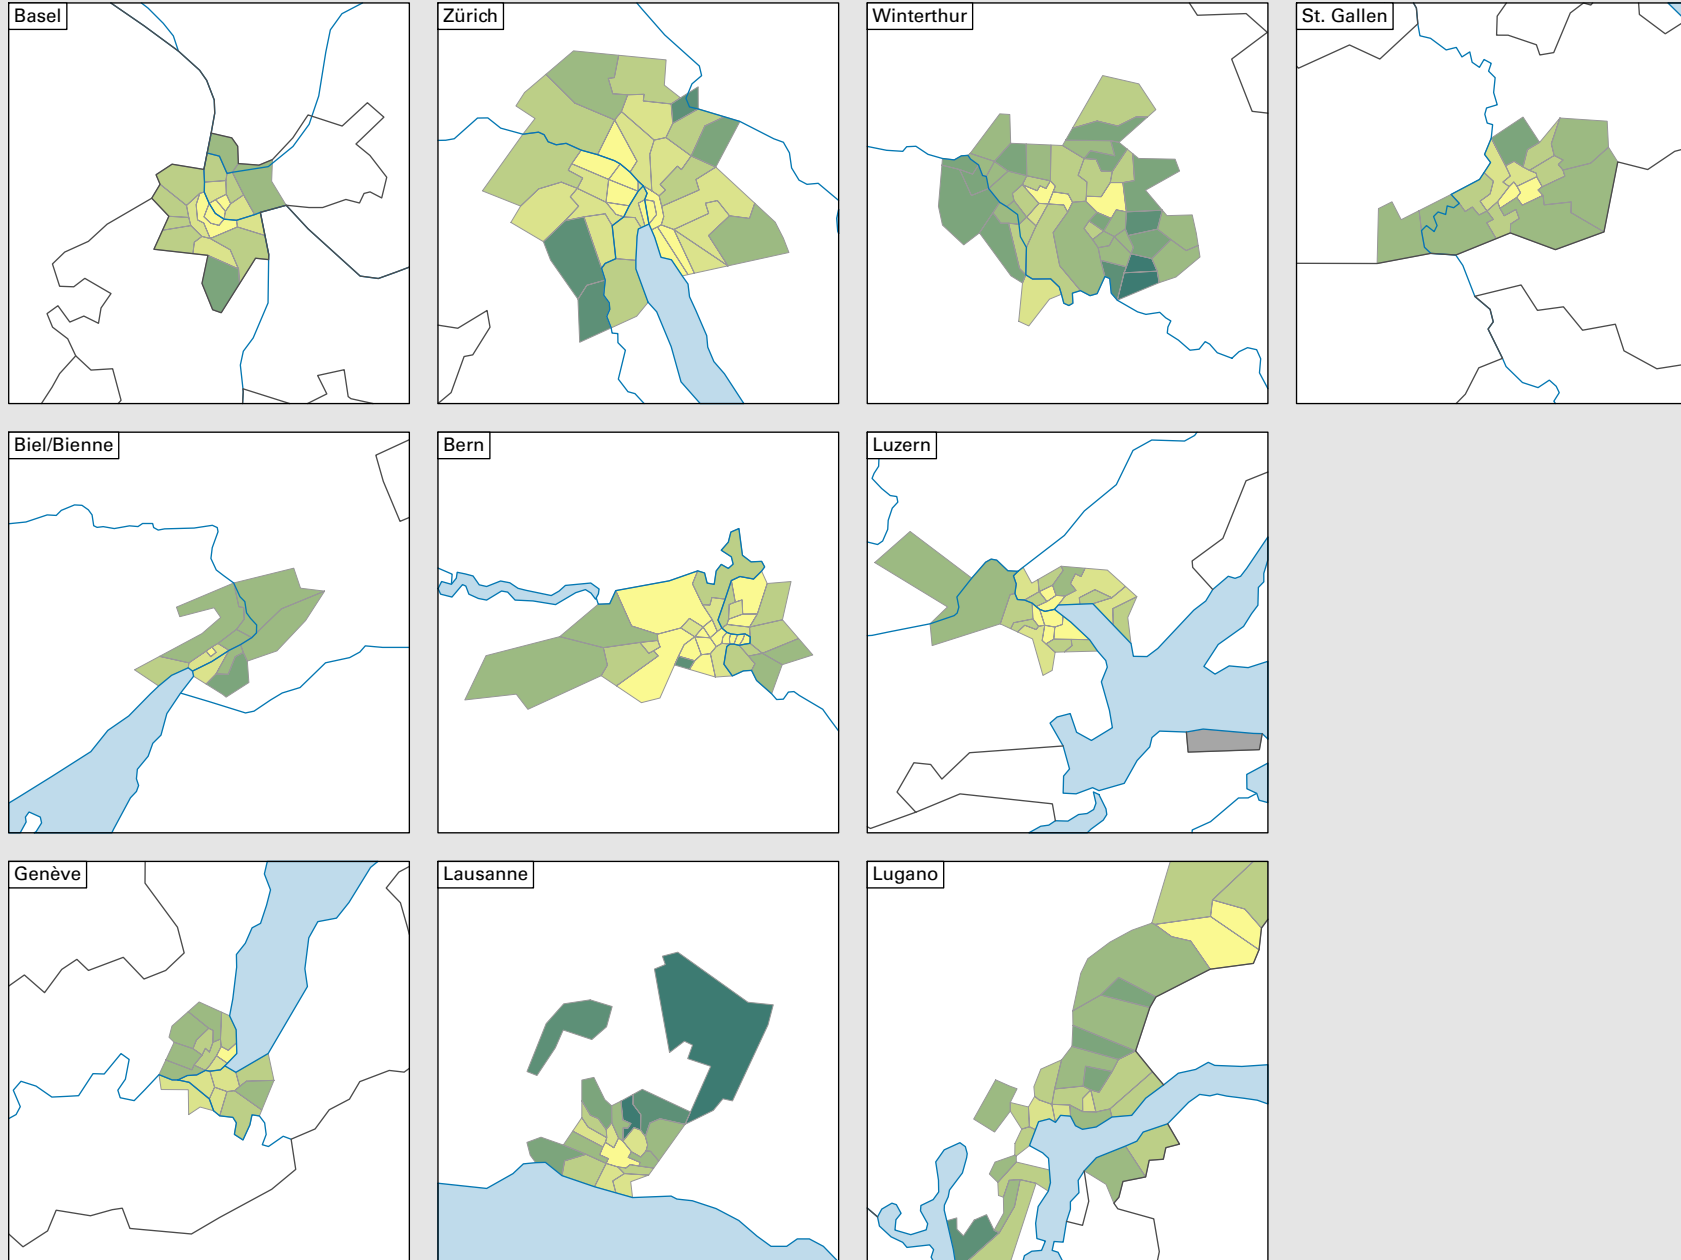 Basel
Zürich
Winterthur
St. Gallen
Biel/Bienne
Bern
Luzern
Genève
Lausanne
Lugano